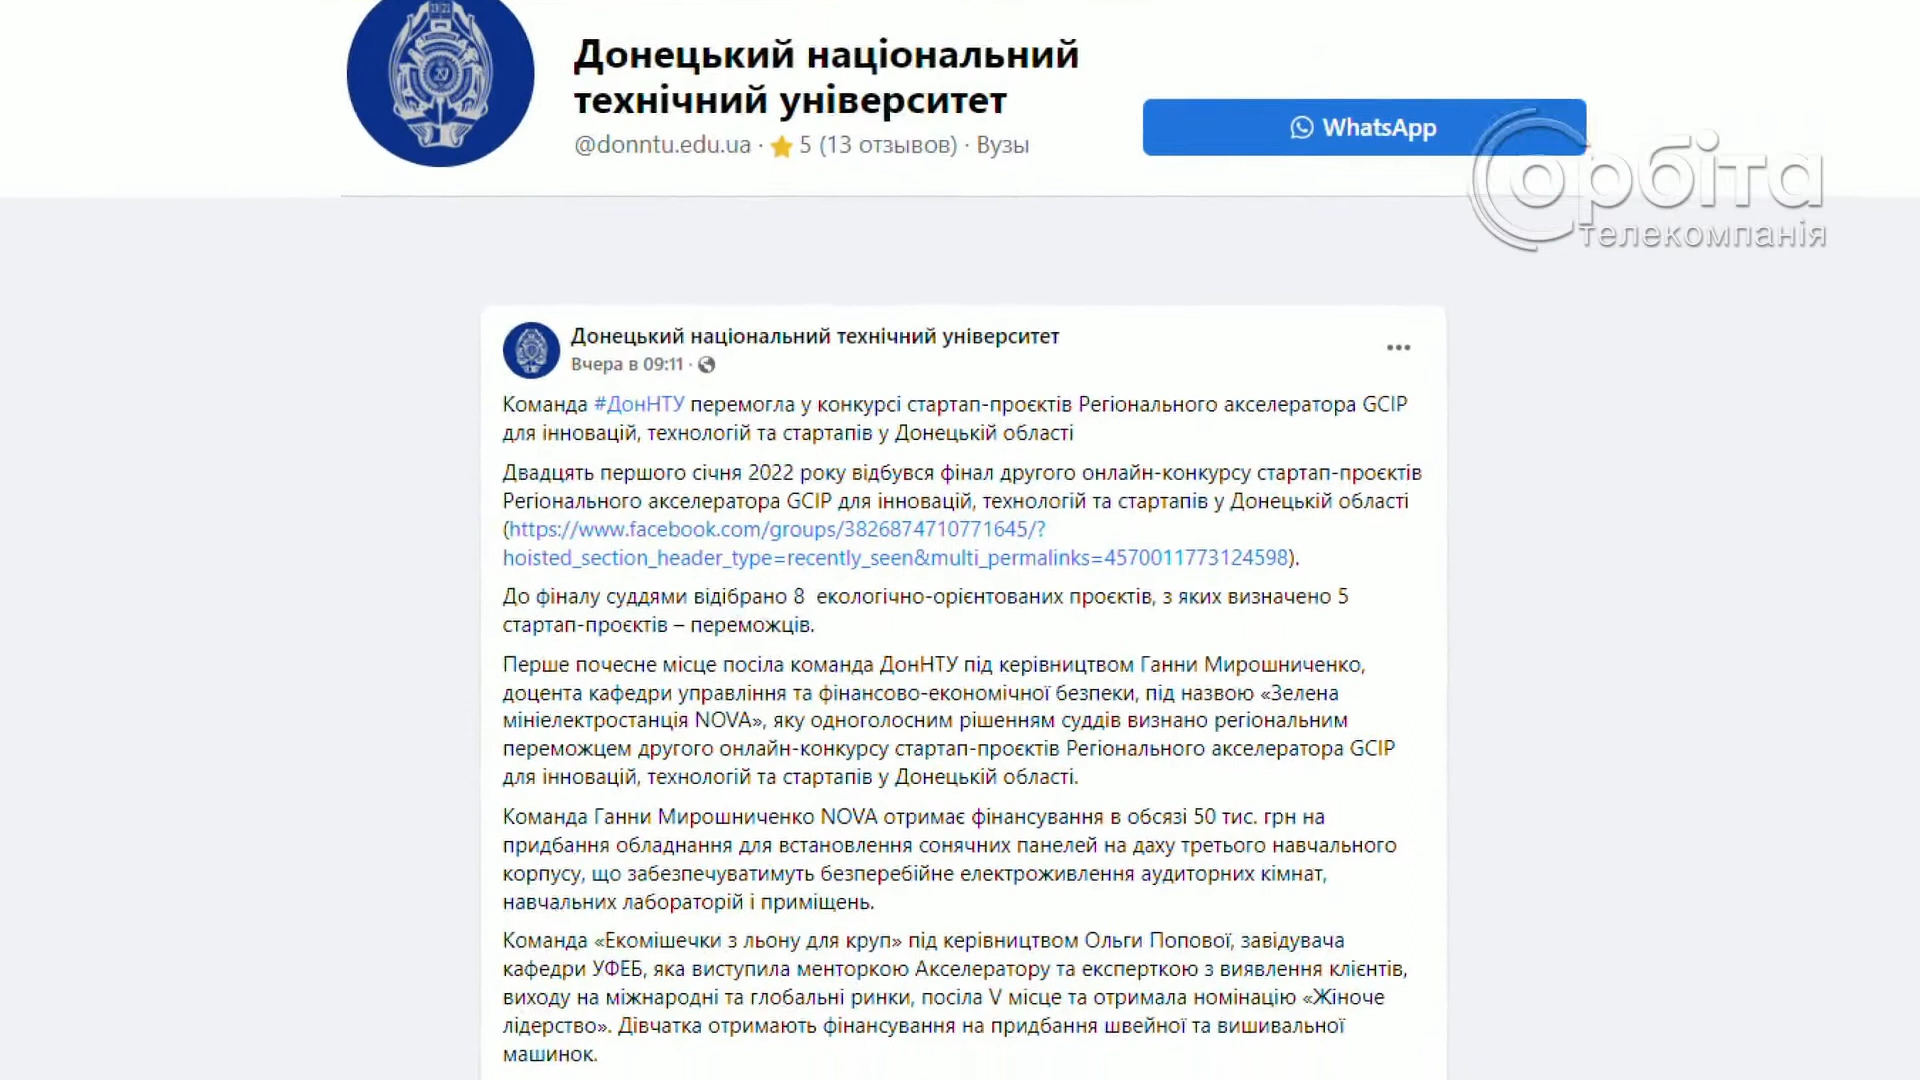 Донецький національний
технічний університет
@donntu.edu.ua · 5 (13 отзывов) · Вузы
WhatsApp
орбіта
телекомпанія
Донецький національний технічний університет
Вчера в 09:11 ·
Команда #ДонНТУ перемогла у конкурсі стартап-проєктів Регіонального акселератора GCIP
для інновацій, технологій та стартапів у Донецькій області
Двадцять першого січня 2022 року відбувся фінал другого онлайн-конкурсу стартап-проєктів
Регіонального акселератора GCIP для інновацій, технологій та стартапів у Донецькій області
(https://www.facebook.com/groups/3826874710771645/?
hoisted_section_header_type=recently_seen&multi_permalinks=4570011773124598).
До фіналу суддями відібрано 8 екологічно-орієнтованих проєктів, з яких визначено 5
стартап-проєктів – переможців.
Перше почесне місце посіла команда ДонНТУ під керівництвом Ганни Мирошниченко,
доцента кафедри управління та фінансово-економічної безпеки, під назвою «Зелена
мініелектростанція NOVA», яку одноголосним рішенням суддів визнано регіональним
переможцем другого онлайн-конкурсу стартап-проєктів Регіонального акселератора GCIP
для інновацій, технологій та стартапів у Донецькій області.
Команда Ганни Мирошниченко NOVA отримає фінансування в обсязі 50 тис. грн на
придбання обладнання для встановлення сонячних панелей на даху третього навчального
корпусу, що забезпечуватимуть безперебійне електроживлення аудиторних кімнат,
навчальних лабораторій і приміщень.
Команда «Екомішечки з льону для круп» під керівництвом Ольги Попової, завідувача
кафедри УФЕБ, яка виступила менторкою Акселератору та експерткою з виявлення клієнтів,
виходу на міжнародні та глобальні ринки, посіла V місце та отримала номінацію «Жіноче
лідерство». Дівчатка отримають фінансування на придбання швейної та вишивальної
машинок.